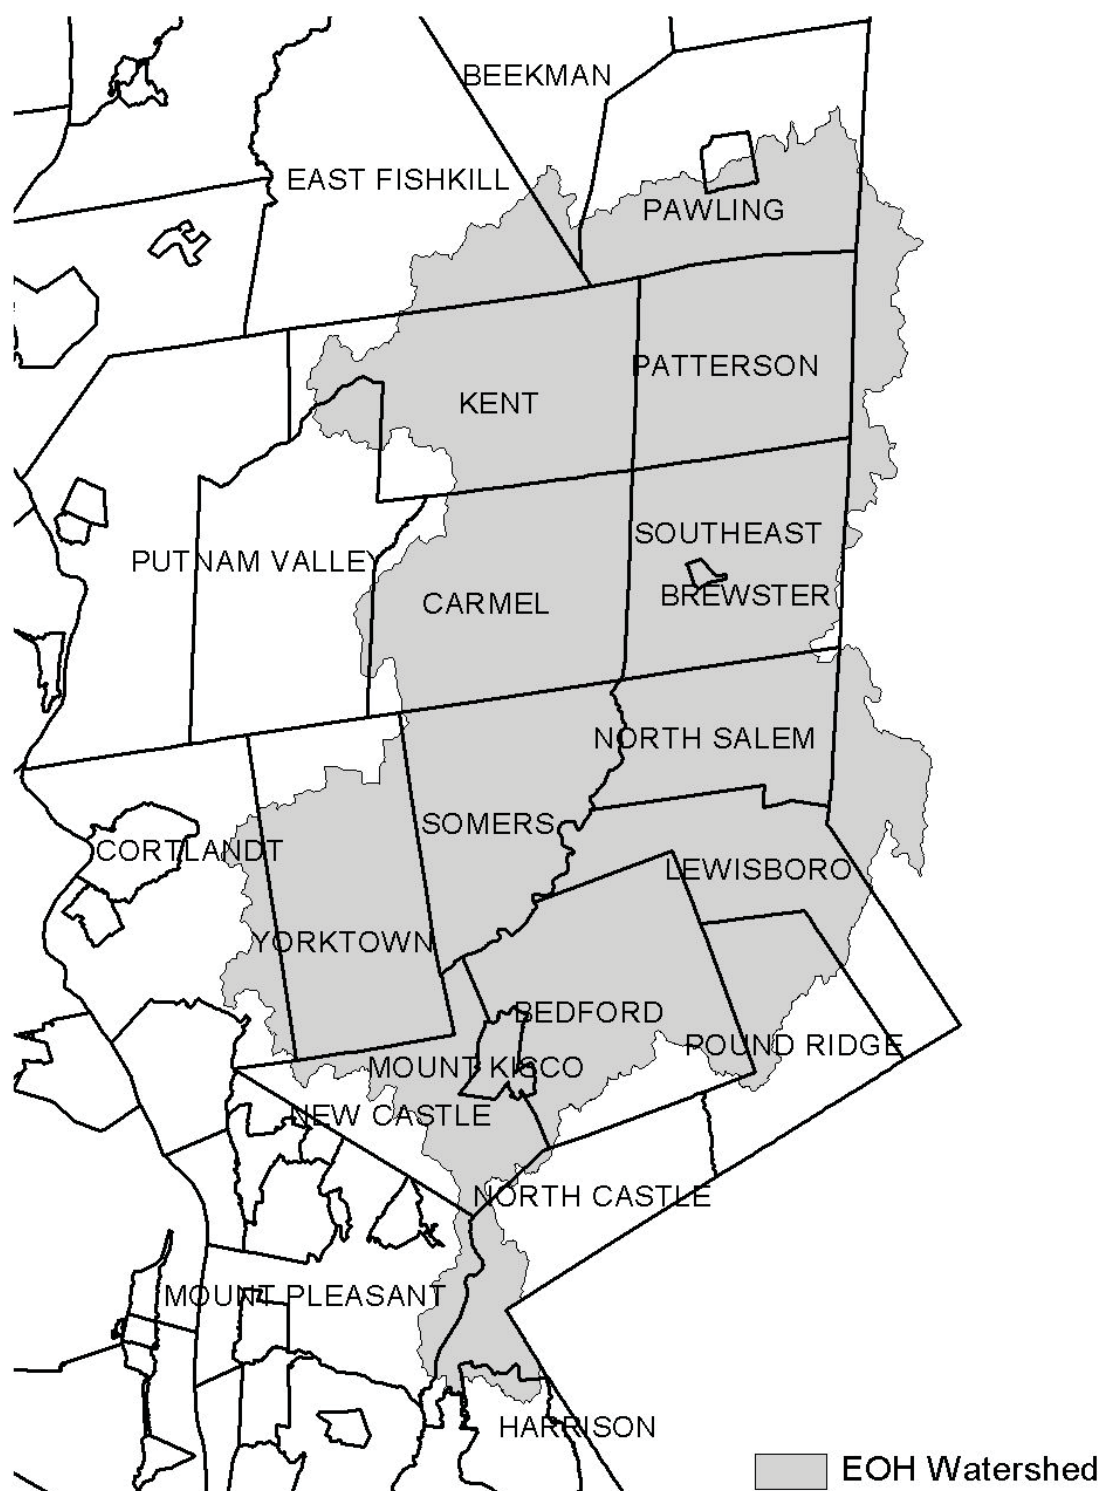 BEEKMAN
EAST FISHKILL
PAWLING
PATTERSON
KENT
SOUTHEAST
PUTNAM VALLEY
BREWSTER
CARMEL
NORTH SALEM
SOMERS
CORTLANDT
LEWISBORO
YORKTOWN
BEDFORD
POUND RIDGE
MOUNT KISCO
NEW CASTLE
NORTH CASTLE
MOUNT PLEASANT
HARRISON
EOH Watershed